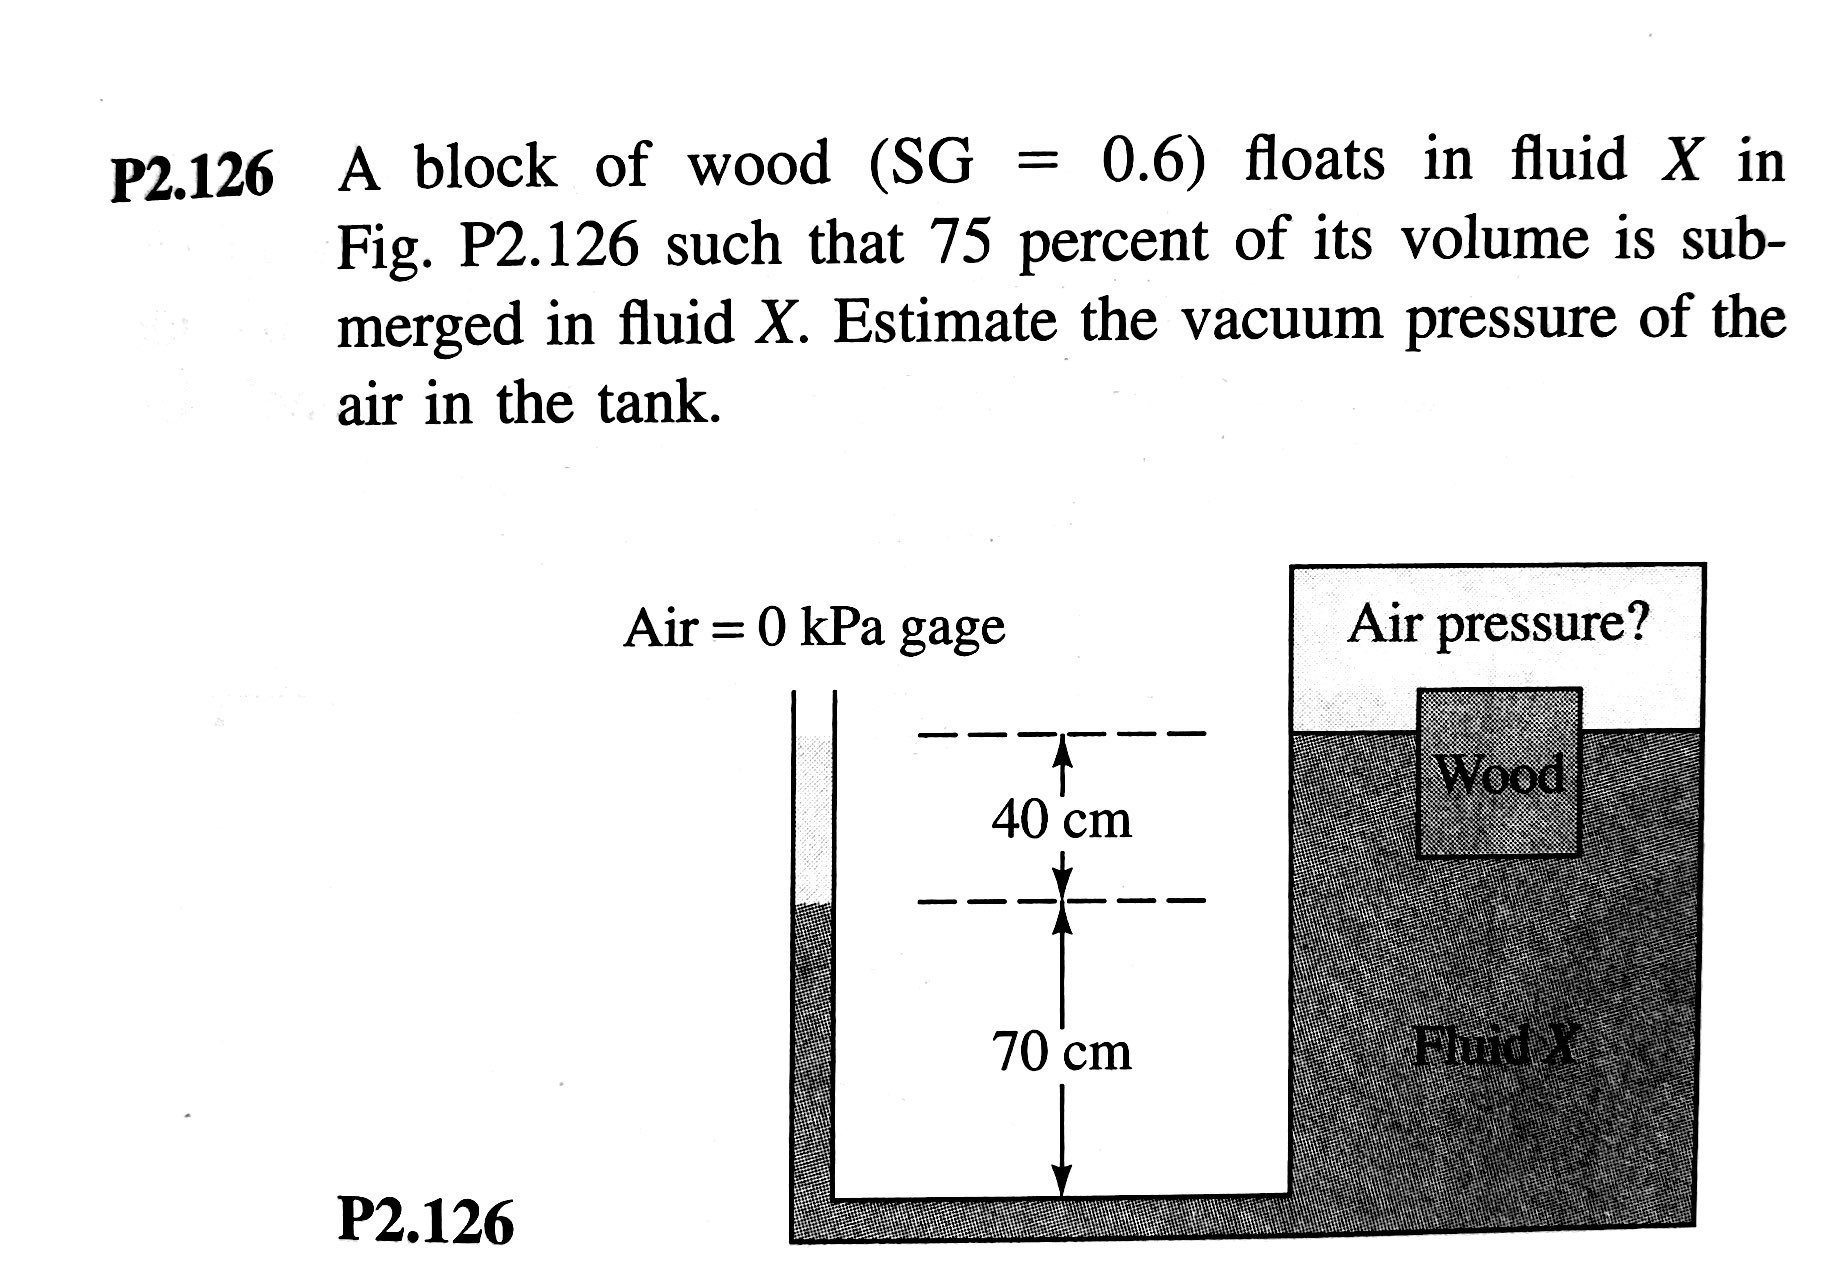 P2.126 A block of wood (SG = 0.6) floats in fluid X in
Fig. P2.126 such that 75 percent of its volume is sub-
merged in fluid X. Estimate the vacuum pressure of the
air in the tank.
Air = 0 kPa gage
Air pressure?
Wood
40 cm
70 cm
Fluid X
P2.126